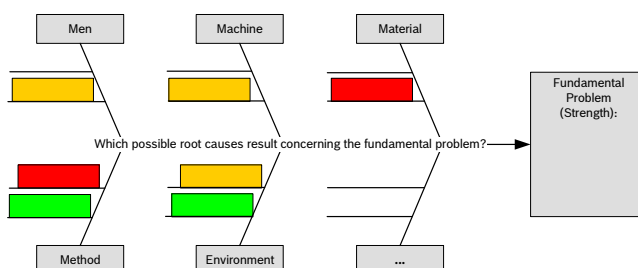 Men
Machine
Material
Fundamental
Problem
(Strength):
Which possible root causes result concerning the fundamental problem?
Method
Environment
...